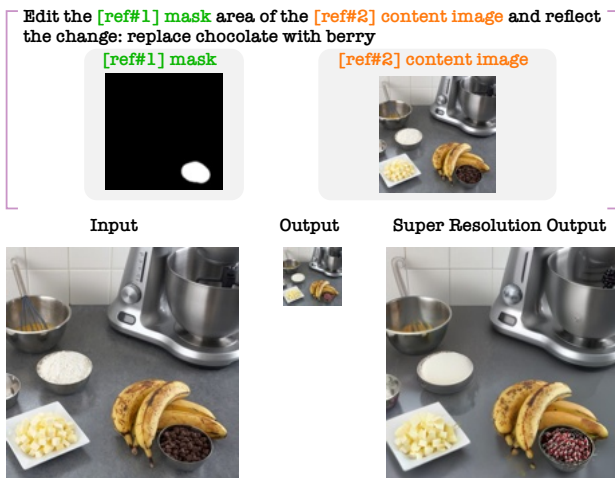 Edit the [ref#1] mask area of the [ref#2] content image and reflect
the change: replace chocolate with berry
[ref#1] mask
[ref#2] content image
Input
Output
Super Resolution Output